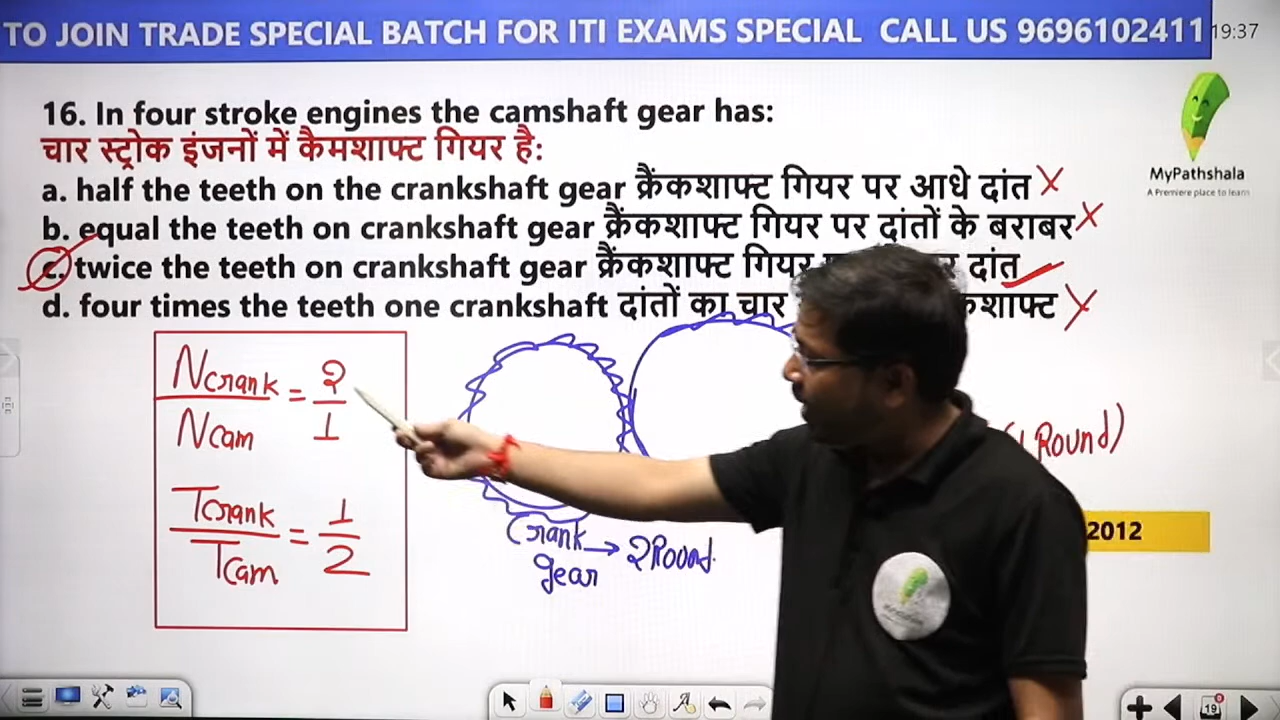 TO JOIN TRADE SPECIAL BATCH FOR ITI EXAMS SPECIAL CALL US 9696102411
19:37
16. In four stroke engines the camshaft gear has:
चार स्ट्रोक इंजनों में कैमशाफ्ट गियर है:
a. half the teeth on the crankshaft gear क्रैंकशाफ्ट गियर पर आधे दांत X
b. equal the teeth on crankshaft gear क्रैंकशाफ्ट गियर पर दांतों के बराबर X
c. twice the teeth on crankshaft gear क्रैंकशाफ्ट गियर दांत
d. four times the teeth one crankshaft दांतों का चार कशाफ्ट X
MyPathshala
A Premiere place to learn
Ncrank / Ncam = 2/1
Tcrank / Tcam = 1/2
Crank gear → 2 Round.
Round)
2012
19